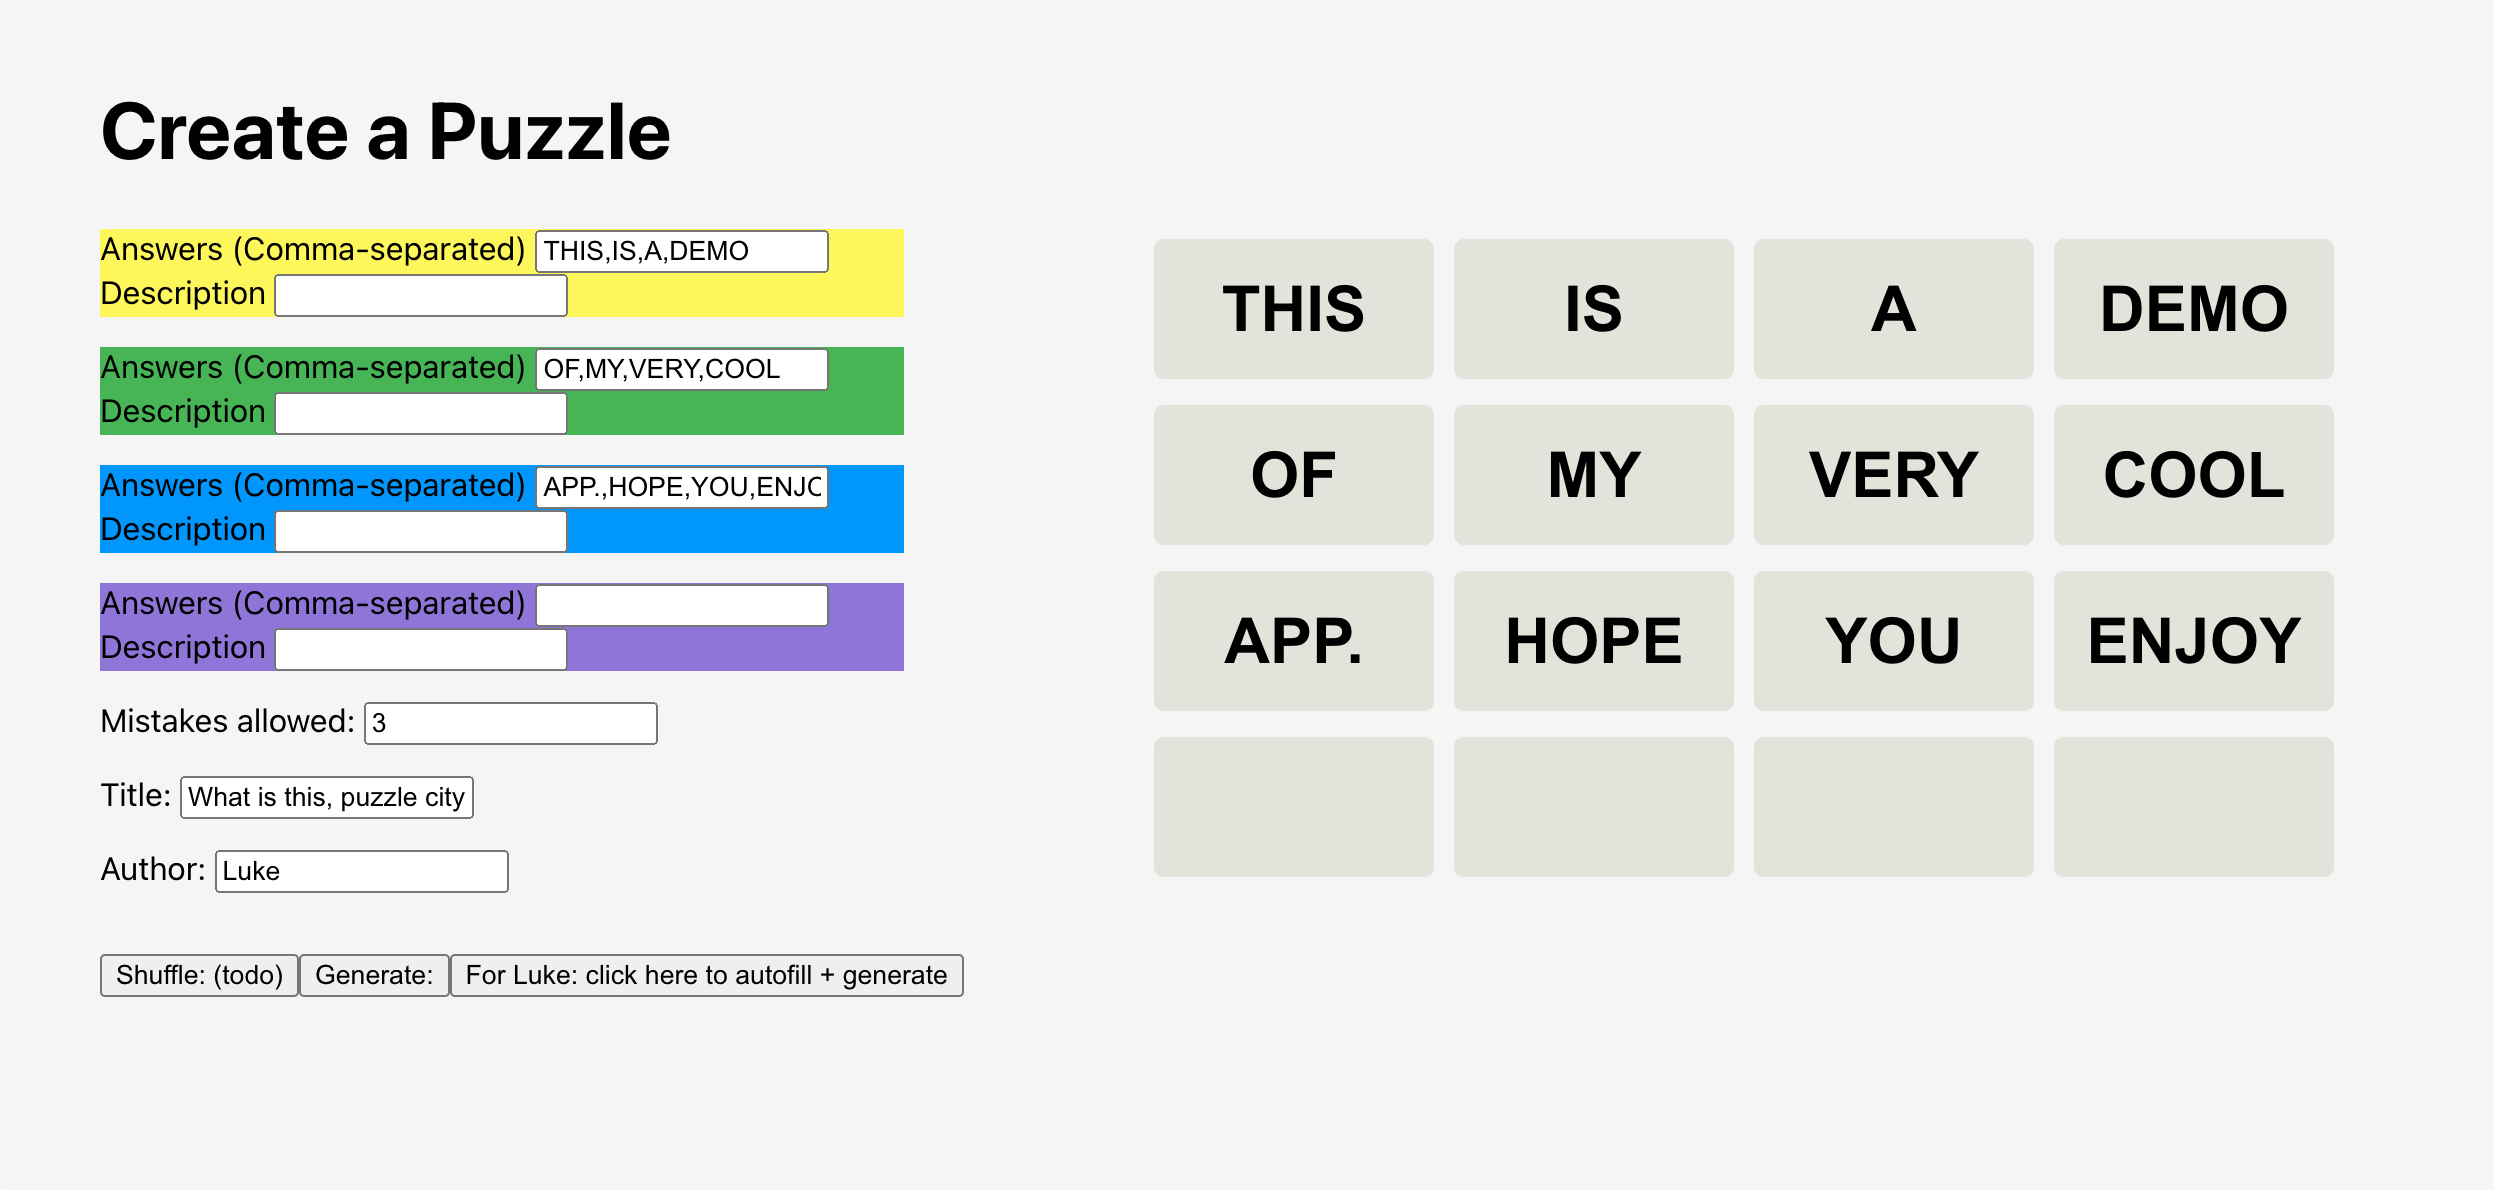 Create a Puzzle
Answers (Comma-separated) THIS,IS,A,DEMO
Description
Answers (Comma-separated) OF,MY,VERY,COOL
Description
Answers (Comma-separated) APP.,HOPE,YOU,ENJO
Description
Answers (Comma-separated)
Description
Mistakes allowed: 3
Title: What is this, puzzle city
Author: Luke
Shuffle: (todo) Generate: For Luke: click here to autofill + generate
THIS IS A DEMO
OF MY VERY COOL
APP. HOPE YOU ENJOY